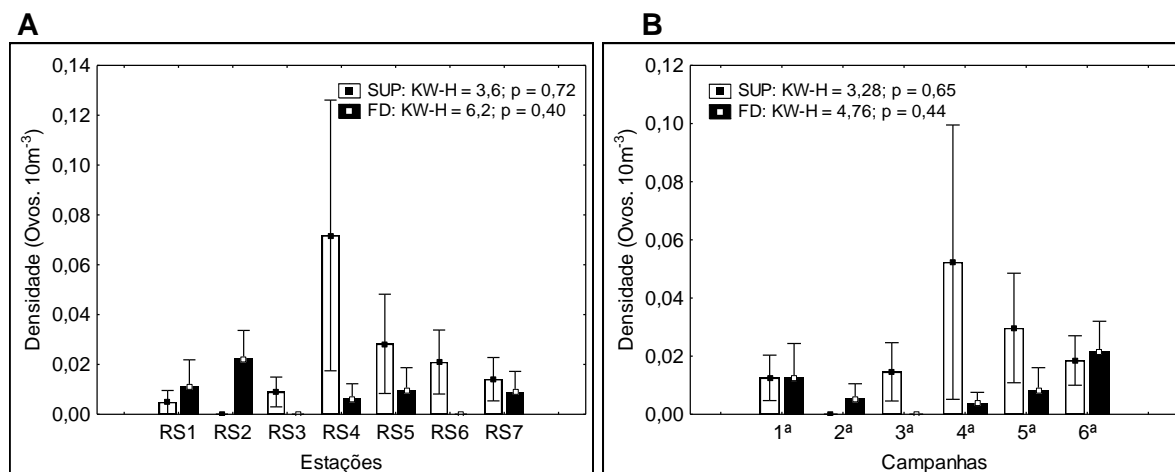 A
Densidade (Ovos. 10m-3)
0,14
0,12
0,10
0,08
0,06
0,04
0,02
0,00
SUP: KW-H = 3,6; p = 0,72
FD: KW-H = 6,2; p = 0,40
RS1 RS2 RS3 RS4 RS5 RS6 RS7
Estações
B
Densidade (Ovos. 10m-3)
0,12
0,10
0,08
0,06
0,04
0,02
0,00
SUP: KW-H = 3,28; p = 0,65
FD: KW-H = 4,76; p = 0,44
1ª 2ª 3ª 4ª 5ª 6ª
Campanhas